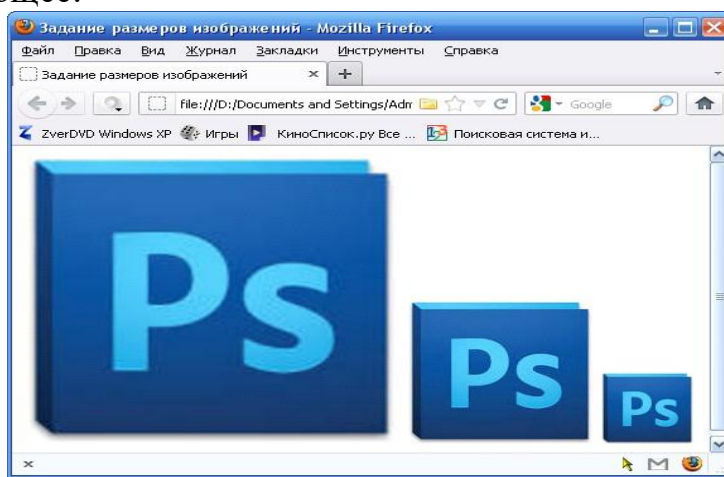 ощее:
Задание размеров изображений - Mozilla Firefox
Файл Правка Вид Журнал Закладки Инструменты Справка
Задание размеров изображений × +
file:///D:/Documents and Settings/Adm Google
ZverDVD Windows XP Игры КиноСписок.ру Все ... Поисковая система и...
Ps
Ps
Ps
×